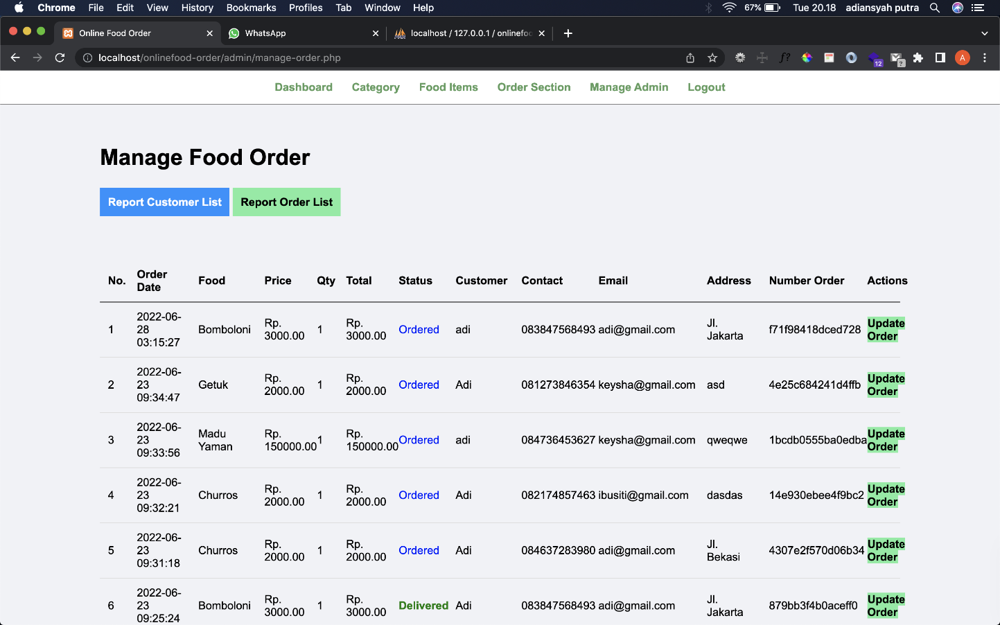 Chrome File Edit View History Bookmarks Profiles Tab Window Help 67% Tue 20.18 adiansyah putra
Online Food Order WhatsApp localhost / 127.0.0.1 / onlinefoo
localhost/onlinefood-order/admin/manage-order.php f? 12 ? A
Dashboard Category Food Items Order Section Manage Admin Logout
Manage Food Order
Report Customer List Report Order List
No. Order Date Food Price Qty Total Status Customer Contact Email Address Number Order Actions
1 2022-06-28 03:15:27 Bomboloni Rp. 3000.00 1 Rp. 3000.00 Ordered adi 083847568493 adi@gmail.com Jl. Jakarta f71f98418dced728 Update Order
2 2022-06-23 09:34:47 Getuk Rp. 2000.00 1 Rp. 2000.00 Ordered Adi 081273846354 keysha@gmail.com asd 4e25c684241d4ffb Update Order
3 2022-06-23 09:33:56 Madu Yaman Rp. 150000.00 1 Rp. 150000.00 Ordered adi 084736453627 keysha@gmail.com qweqwe 1bcdb0555ba0edba Update Order
4 2022-06-23 09:32:21 Churros Rp. 2000.00 1 Rp. 2000.00 Ordered Adi 082174857463 ibusiti@gmail.com dasdas 14e930ebee4f9bc2 Update Order
5 2022-06-23 09:31:18 Churros Rp. 2000.00 1 Rp. 2000.00 Ordered Adi 084637283980 adi@gmail.com Jl. Bekasi 4307e2f570d06b34 Update Order
6 2022-06-23 09:25:24 Bomboloni Rp. 3000.00 1 Rp. 3000.00 Delivered Adi 083847568493 adi@gmail.com Jl. Jakarta 879bb3f4b0aceff0 Update Order